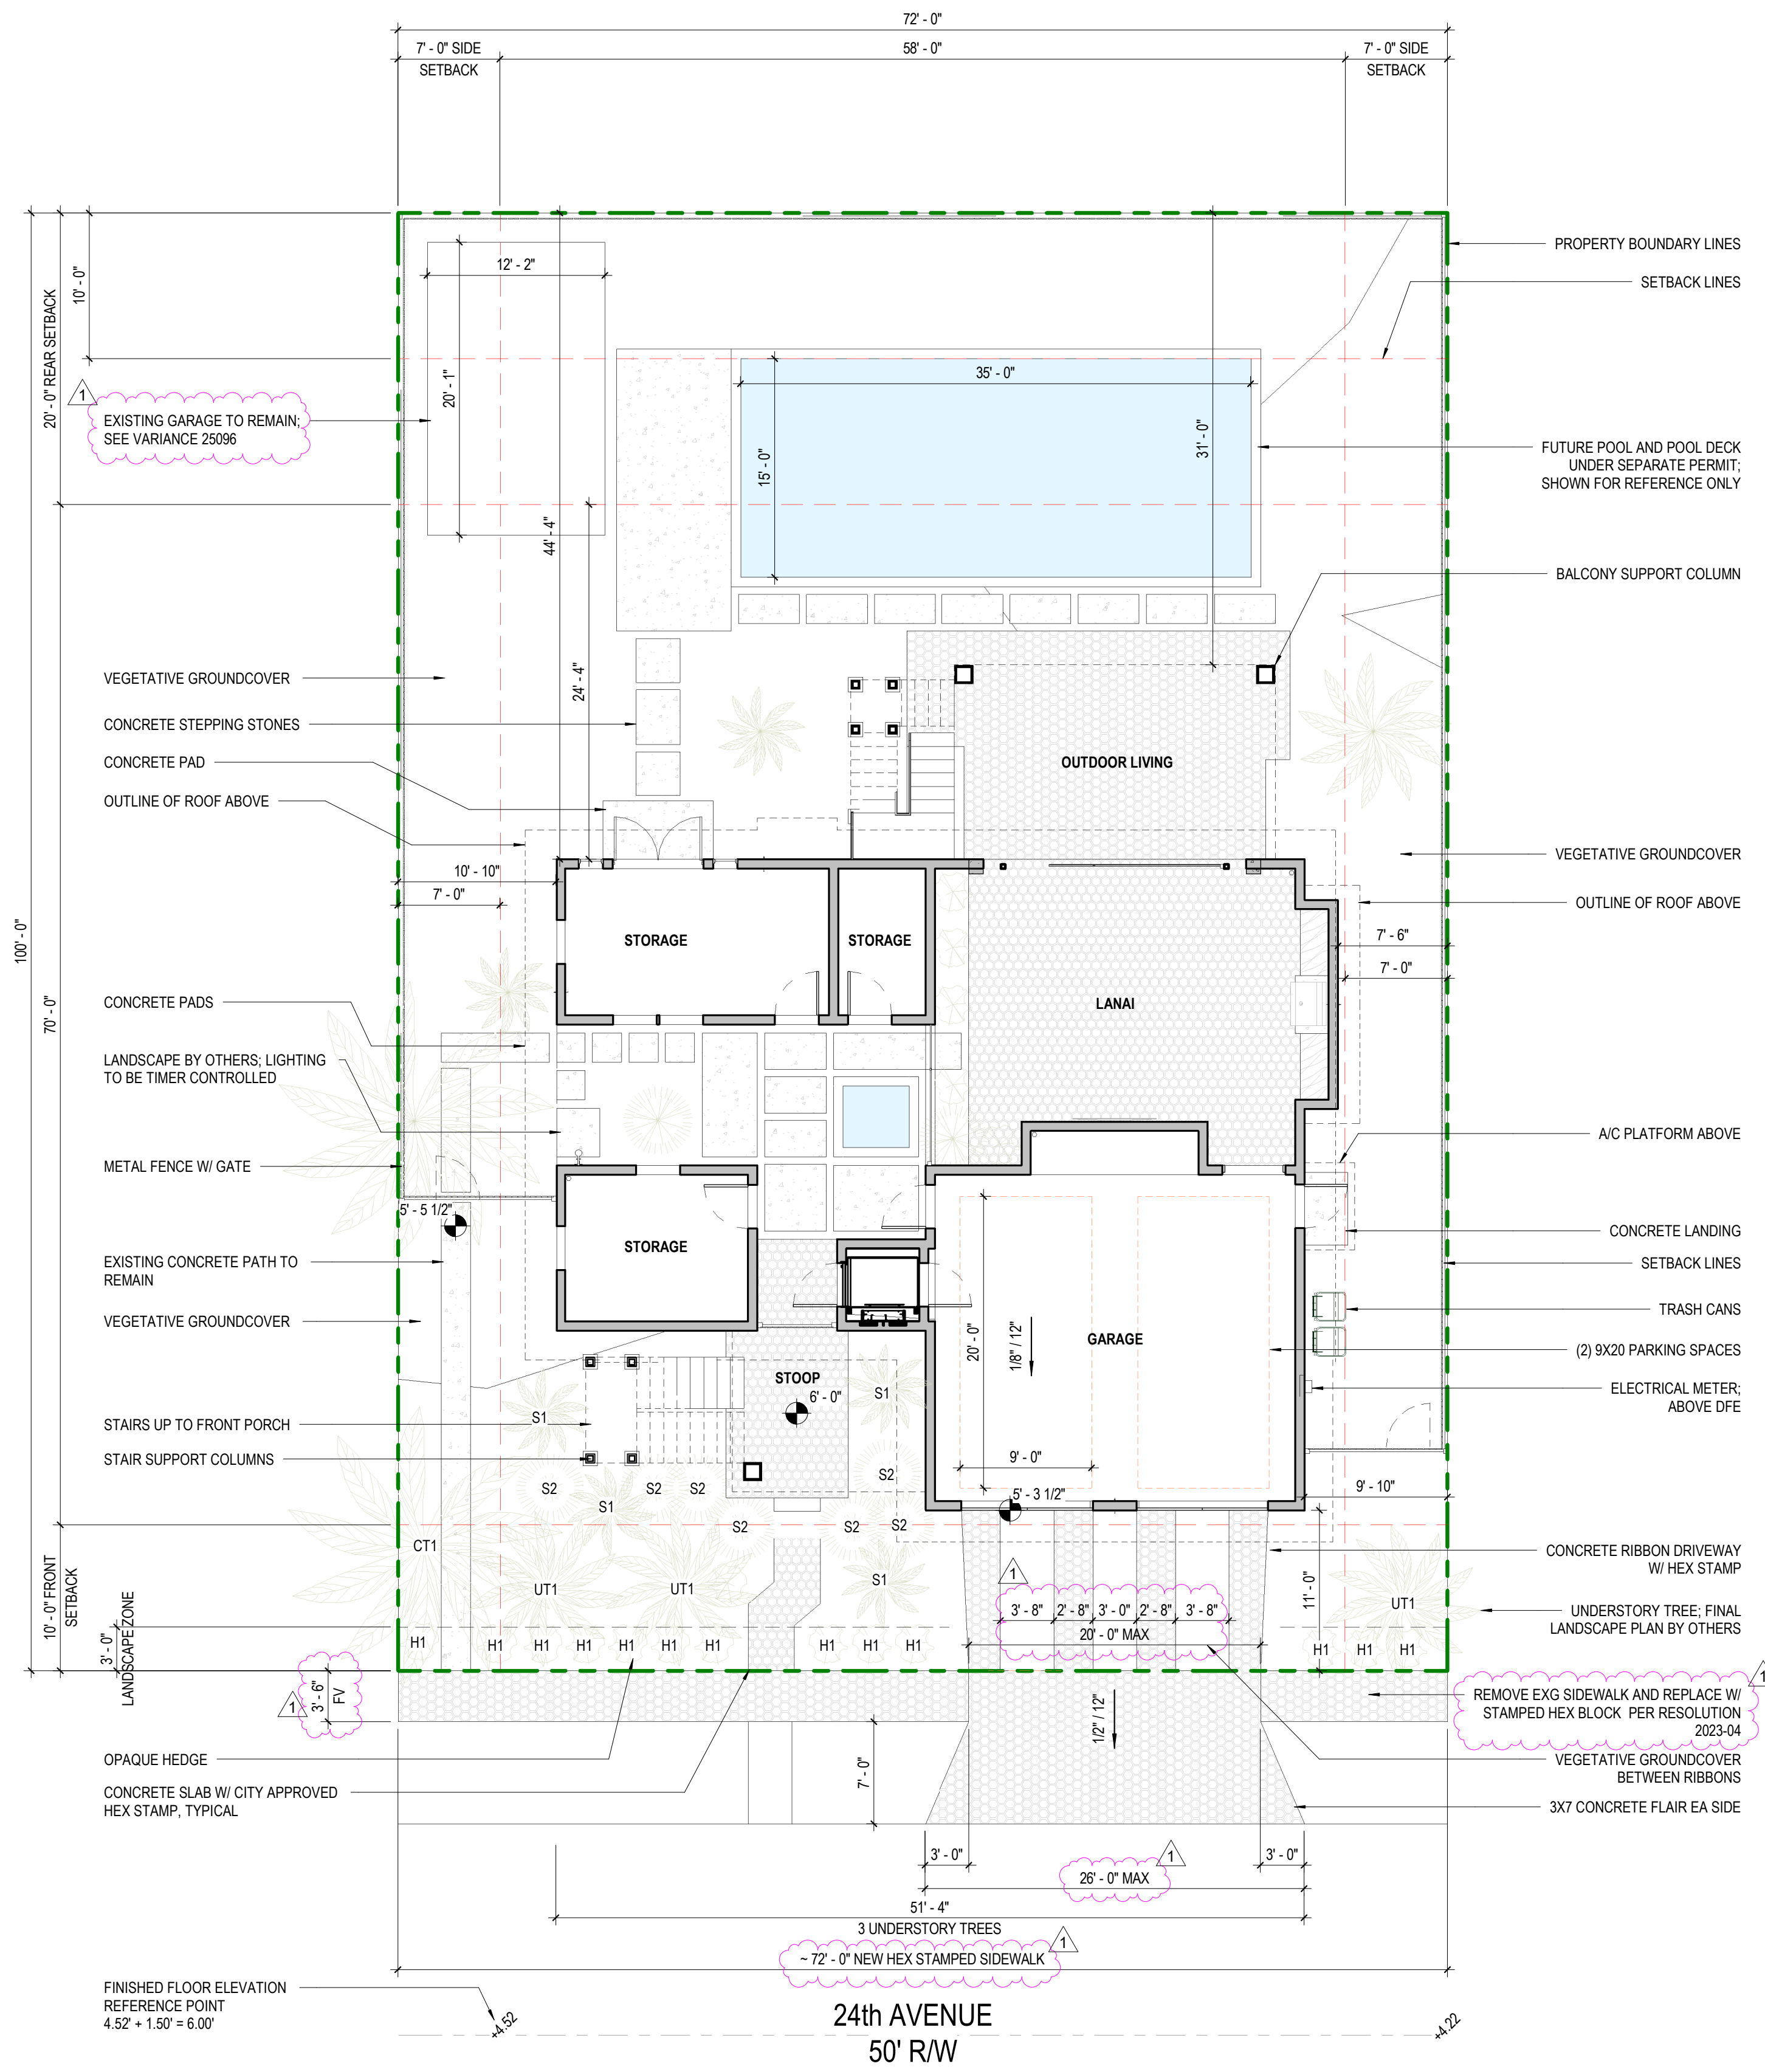 72' - 0"
7' - 0" SIDE
SETBACK
58' - 0"
7' - 0" SIDE
SETBACK
PROPERTY BOUNDARY LINES
12' - 2"
10' - 0"
SETBACK LINES
20' - 0" REAR SETBACK
20' - 1"
35' - 0"
1
EXISTING GARAGE TO REMAIN;
SEE VARIANCE 25096
31' - 0"
15' - 0"
FUTURE POOL AND POOL DECK
UNDER SEPARATE PERMIT;
SHOWN FOR REFERENCE ONLY
44' - 4"
BALCONY SUPPORT COLUMN
VEGETATIVE GROUNDCOVER
24' - 4"
CONCRETE STEPPING STONES
CONCRETE PAD
OUTDOOR LIVING
OUTLINE OF ROOF ABOVE
VEGETATIVE GROUNDCOVER
10' - 10"
7' - 0"
OUTLINE OF ROOF ABOVE
100' - 0"
STORAGE
STORAGE
7' - 6"
7' - 0"
CONCRETE PADS
LANAI
70' - 0"
LANDSCAPE BY OTHERS; LIGHTING
TO BE TIMER CONTROLLED
A/C PLATFORM ABOVE
METAL FENCE W/ GATE
5' - 5 1/2"
CONCRETE LANDING
STORAGE
EXISTING CONCRETE PATH TO
REMAIN
SETBACK LINES
TRASH CANS
VEGETATIVE GROUNDCOVER
20' - 0"
1/8" / 12"
GARAGE
(2) 9X20 PARKING SPACES
STOOP
6' - 0"
S1
ELECTRICAL METER;
ABOVE DFE
S1
STAIRS UP TO FRONT PORCH
STAIR SUPPORT COLUMNS
9' - 0"
S2
S2
S2
S2
S1
5' - 3 1/2"
9' - 10"
S2
S2
S2
CT1
CONCRETE RIBBON DRIVEWAY
W/ HEX STAMP
10' - 0" FRONT
SETBACK
UT1
UT1
S1
1
11' - 0"
3' - 8"
2' - 8"
3' - 0"
2' - 8"
3' - 8"
20' - 0" MAX
UT1
UNDERSTORY TREE; FINAL
LANDSCAPE PLAN BY OTHERS
3' - 0"
LANDSCAPE ZONE
H1
H1
H1
H1
H1
H1
H1
H1
H1
H1
H1
H1
H1
1
3' - 6"
FV
1
REMOVE EXG SIDEWALK AND REPLACE W/
STAMPED HEX BLOCK PER RESOLUTION
2023-04
1/2" / 12"
OPAQUE HEDGE
7' - 0"
VEGETATIVE GROUNDCOVER
BETWEEN RIBBONS
CONCRETE SLAB W/ CITY APPROVED
HEX STAMP, TYPICAL
3X7 CONCRETE FLAIR EA SIDE
3' - 0"
1
3' - 0"
26' - 0" MAX
51' - 4"
3 UNDERSTORY TREES
1
~ 72' - 0" NEW HEX STAMPED SIDEWALK
FINISHED FLOOR ELEVATION
REFERENCE POINT
4.52' + 1.50' = 6.00'
+4.52
24th AVENUE
50' R/W
+4.22